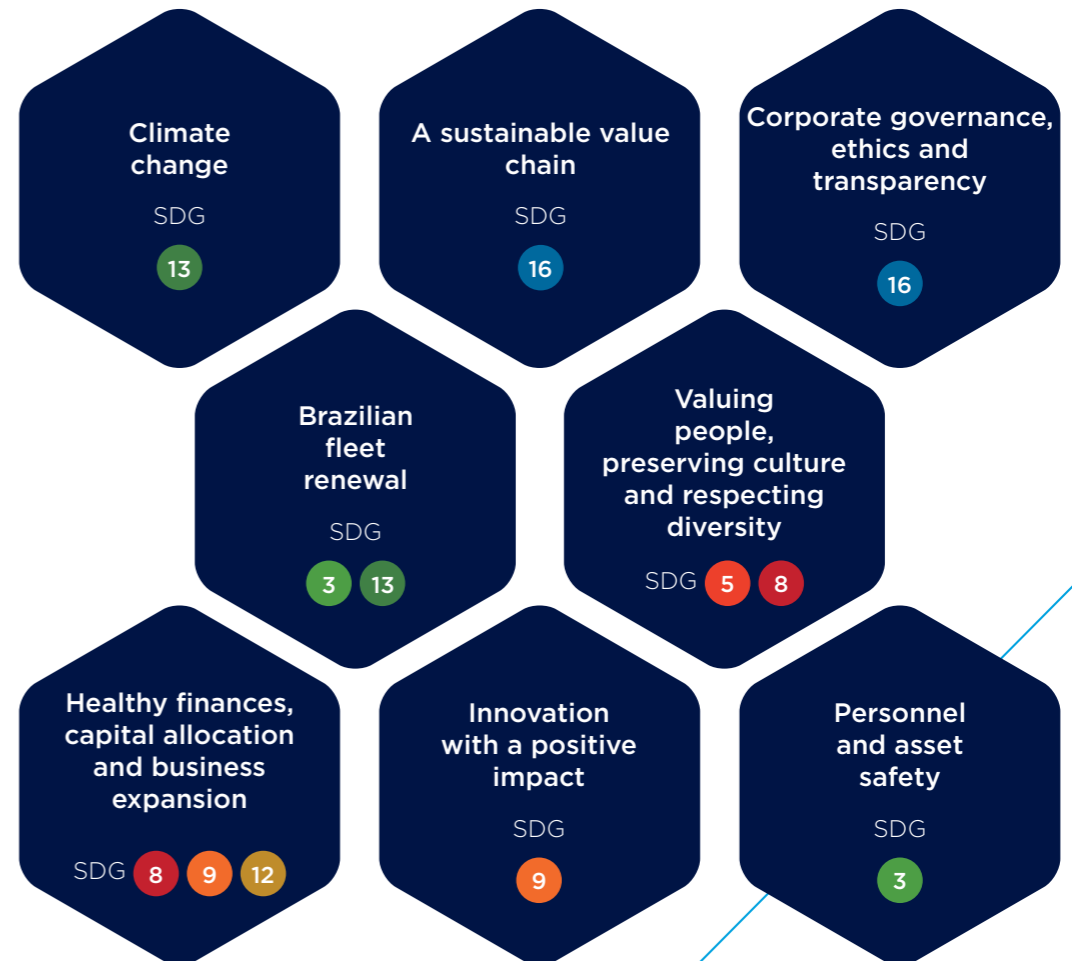 Climate
change
SDG
13
A sustainable value
chain
SDG
16
Corporate governance,
ethics and
transparency
SDG
16
Brazilian
fleet
renewal
SDG
3 13
Valuing
people,
preserving culture
and respecting
diversity
SDG 5 8
Healthy finances,
capital allocation
and business
expansion
SDG 8 9 12
Innovation
with a positive
impact
SDG
9
Personnel
and asset
safety
SDG
3